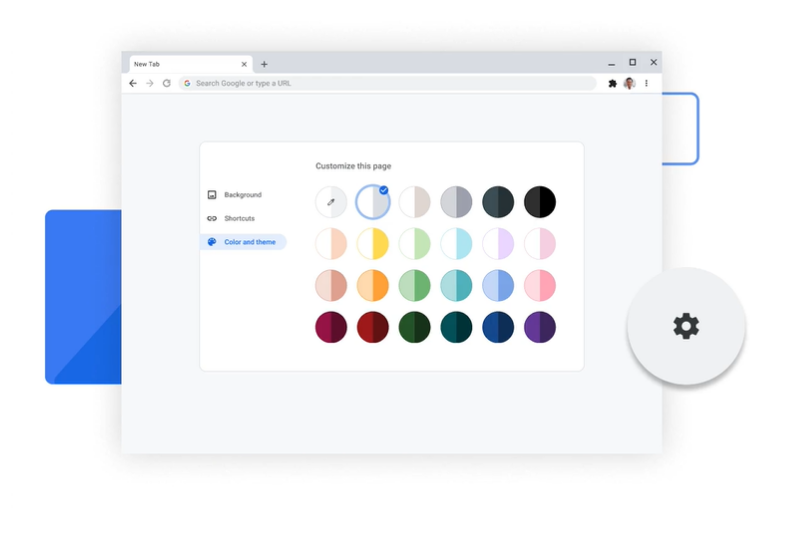 New Tab
Search Google or type a URL
Customize this page
Background
Shortcuts
Color and theme